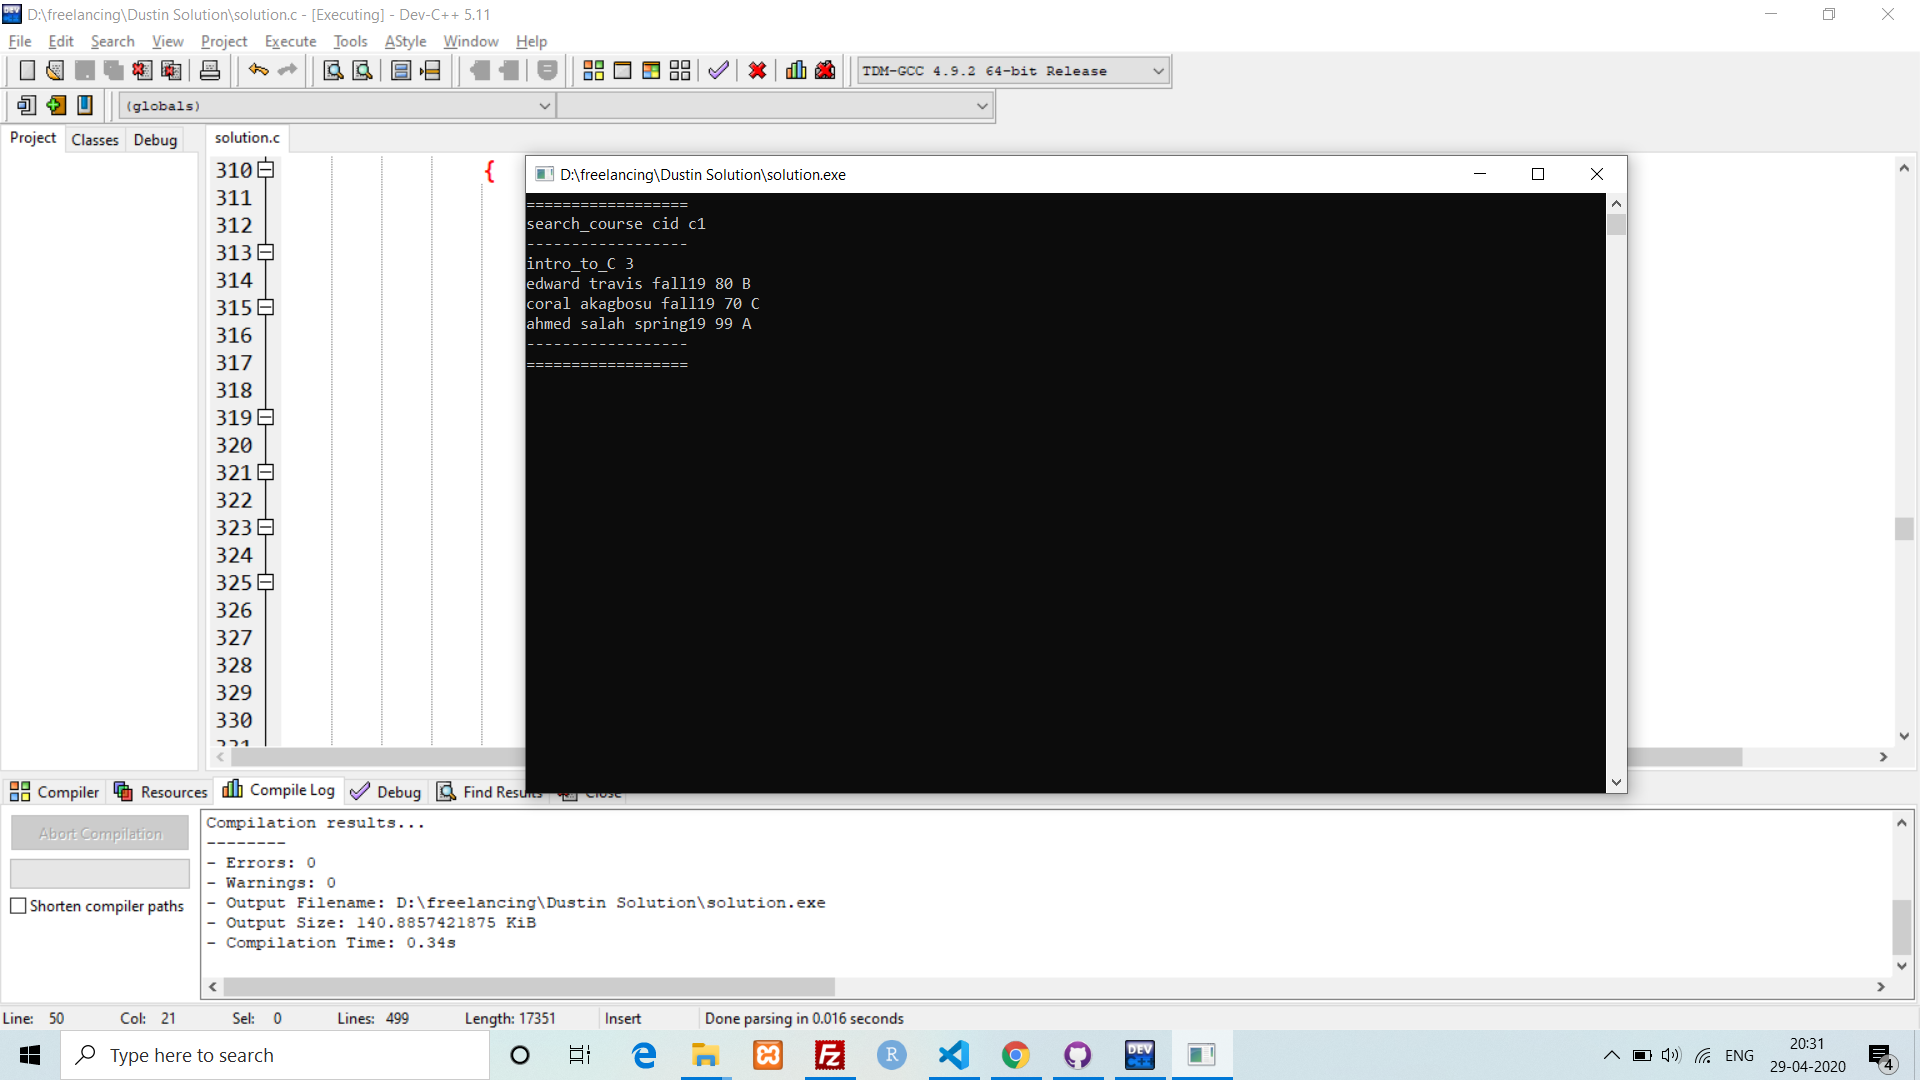 D:\freelancing\Dustin Solution\solution.c - [Executing] - Dev-C++ 5.11
File Edit Search View Project Execute Tools AStyle Window Help
TDM-GCC 4.9.2 64-bit Release
(globals)
Project Classes Debug
solution.c
310 {
311
312
313
314
315
316
317
318
319
320
321
322
323
324
325
326
327
328
329
330
D:\freelancing\Dustin Solution\solution.exe
==================
search_course cid c1
------------------
intro_to_C 3
edward travis fall19 80 B
coral akagbosu fall19 70 C
ahmed salah spring19 99 A
------------------
==================
Compiler Resources Compile Log Debug Find Results Close
Abort Compilation
Shorten compiler paths
Compilation results...
--------
- Errors: 0
- Warnings: 0
- Output Filename: D:\freelancing\Dustin Solution\solution.exe
- Output Size: 140.8857421875 KiB
- Compilation Time: 0.34s
Line: 50 Col: 21 Sel: 0 Lines: 499 Length: 17351 Insert Done parsing in 0.016 seconds
Type here to search
DEV C++
ENG
20:31
29-04-2020
4